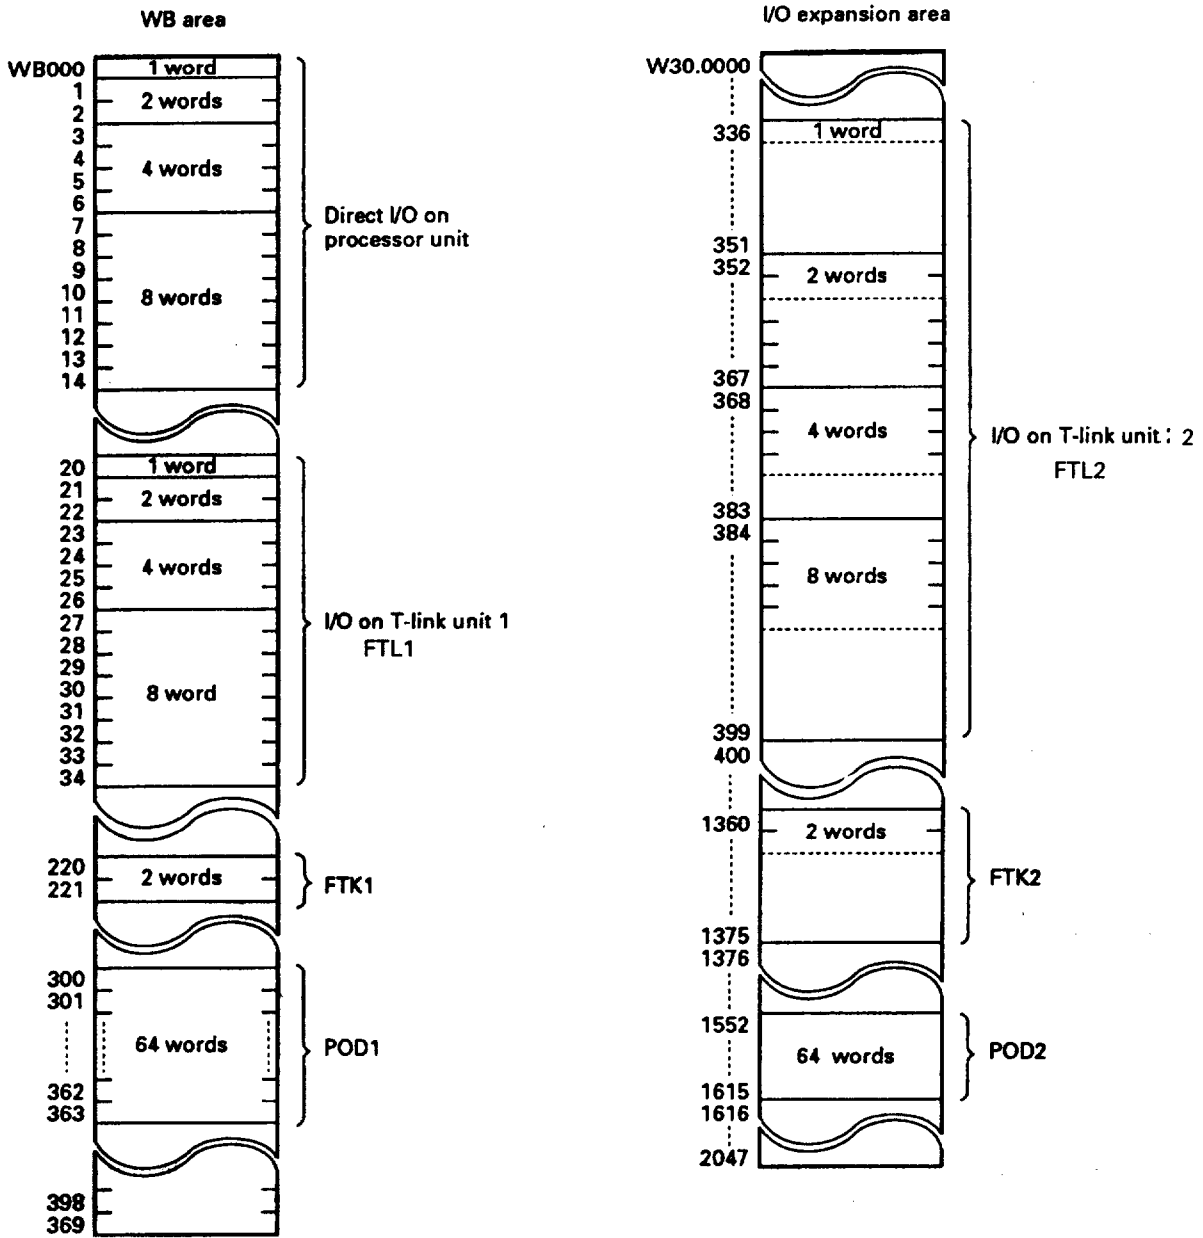 WB area
WB000
1 word
1
2 words
2
3
4
4 words
5
6
7
8
9
10
8 words
11
12
13
14
Direct I/O on
processor unit
20
1 word
21
2 words
22
23
24
4 words
25
26
27
28
29
30
8 word
31
32
33
34
I/O on T-link unit 1
FTL1
220
2 words
221
FTK1
300
301
64 words
362
363
POD1
398
369
I/O expansion area
W30.0000
336
1 word
351
352
2 words
367
368
4 words
383
384
8 words
399
400
I/O on T-link unit: 2
FTL2
1360
2 words
1375
1376
FTK2
1552
64 words
1615
1616
POD2
2047